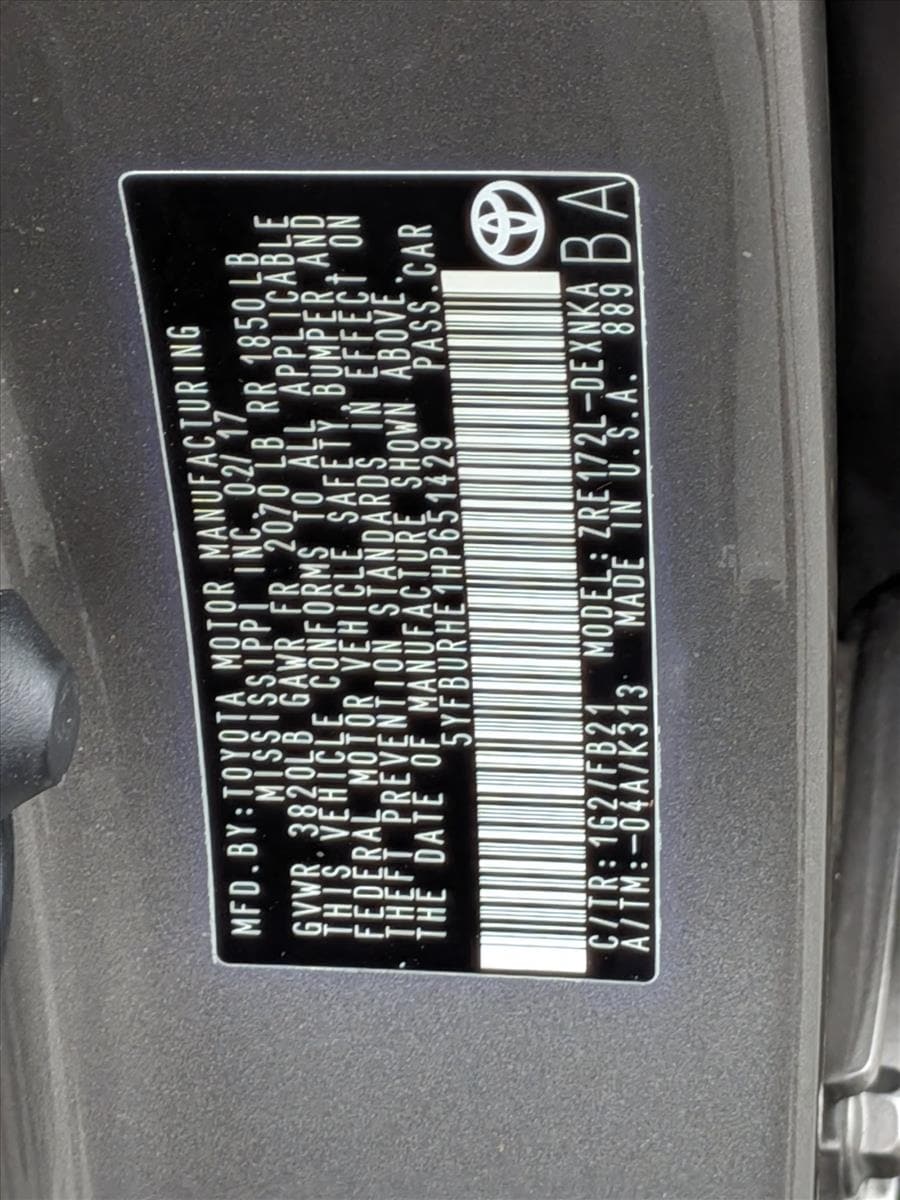 MFD.BY:TOYOTA MOTOR MANUFACTURING
MISSISSIPPI INC. 02/17
GVWR 3820LB GAWR FR 2070 LB RR 1850 LB
THIS VEHICLE CONFORMS TO ALL APPLICABLE
FEDERAL MOTOR VEHICLE SAFETY, BUMPER, AND
THEFT PREVENTION STANDARDS IN EFFECT ON
THE DATE OF MANUFACTURE SHOWN ABOVE.
5YFBURHE1HP651429 PASS CAR
C/TR:1G27/FB21 MODEL: ZRE172L-DEXNKA
A/TM:-04A/K313 MADE IN U.S.A. 889
BA